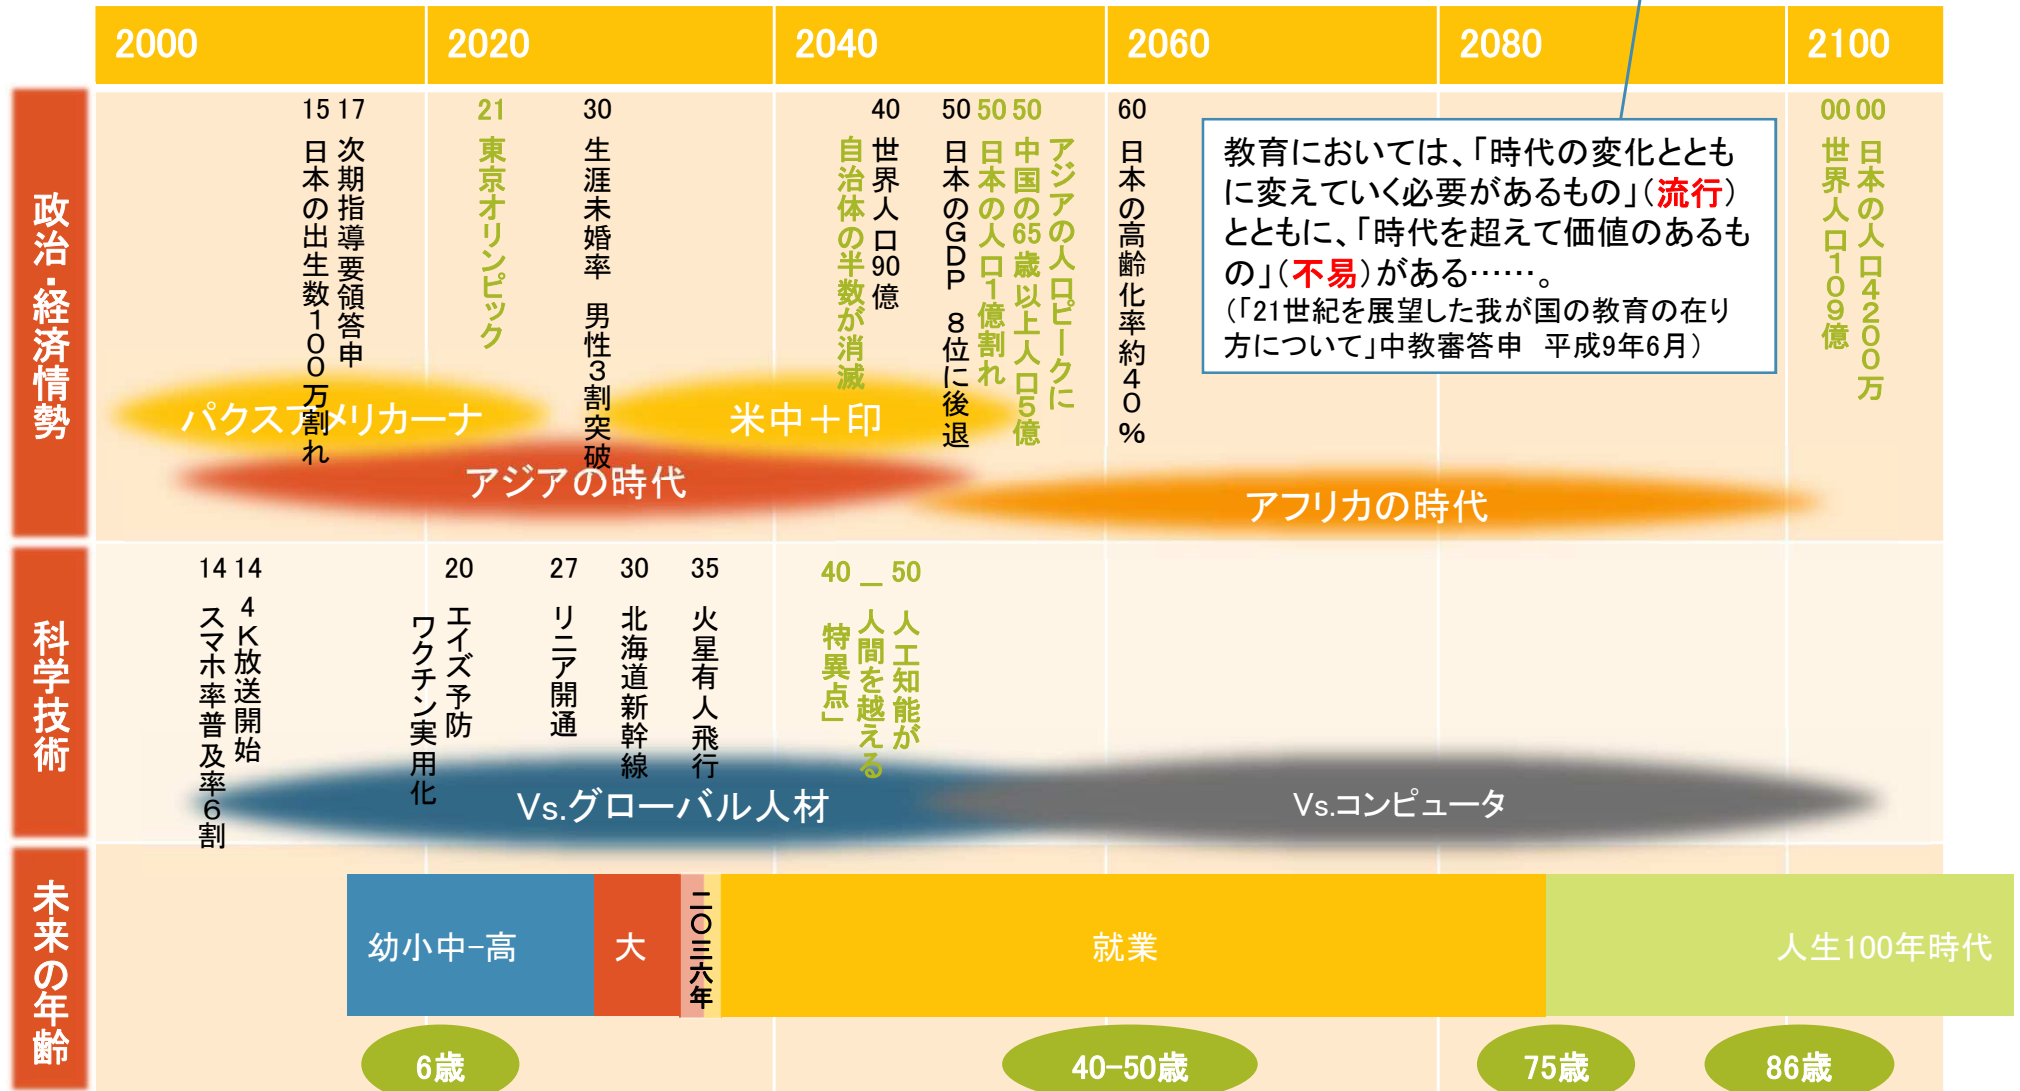 2000
2020
2040
2060
2080
2100
政治・経済情勢
15
日本の出生数100万割れ
17
次期指導要領答申
21
東京オリンピック
30
生涯未婚率　男性3割突破
自治体の半数が消滅
40
世界人口90億
50
日本のGDP　8位に後退
50
日本の人口1億割れ
50
中国の65歳以上人口5億
アジアの人口ピークに
60
日本の高齢化率約40%
教育においては、「時代の変化ととも
に変えていく必要があるもの」（流行）
とともに、「時代を超えて価値のあるも
の」（不易）がある……。
（「21世紀を展望した我が国の教育の在り
方について」中教審答申　平成9年6月）
00
世界人口109億
00
日本の人口4200万
パクスアメリカーナ
米中＋印
アジアの時代
アフリカの時代
科学技術
14
スマホ率普及率6割
14
4K放送開始
20
エイズ予防
ワクチン実用化
27
リニア開通
30
北海道新幹線
35
火星有人飛行
40－50
人工知能が
人間を越える
特異点」
Vs.グローバル人材
Vs.コンピュータ
未来の年齢
幼小中-高
大
二〇三六年
就業
人生100年時代
6歳
40-50歳
75歳
86歳